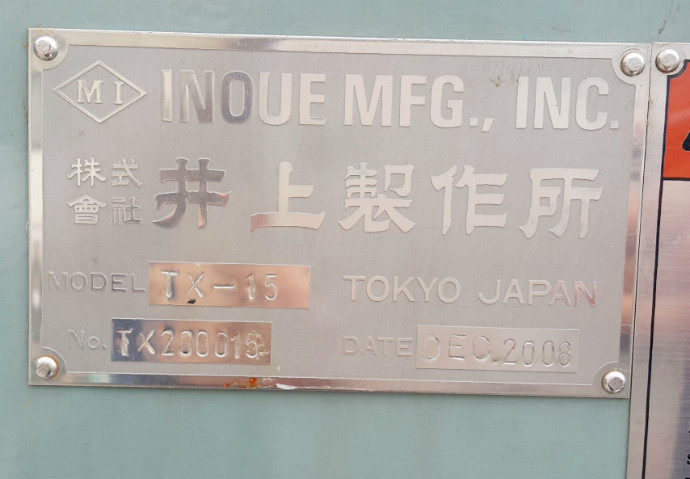 MI INOUE MFG., INC.
株式會社 井上製作所
MODEL TX-15 TOKYO JAPAN
No. TX200015 DATE DEC.2008